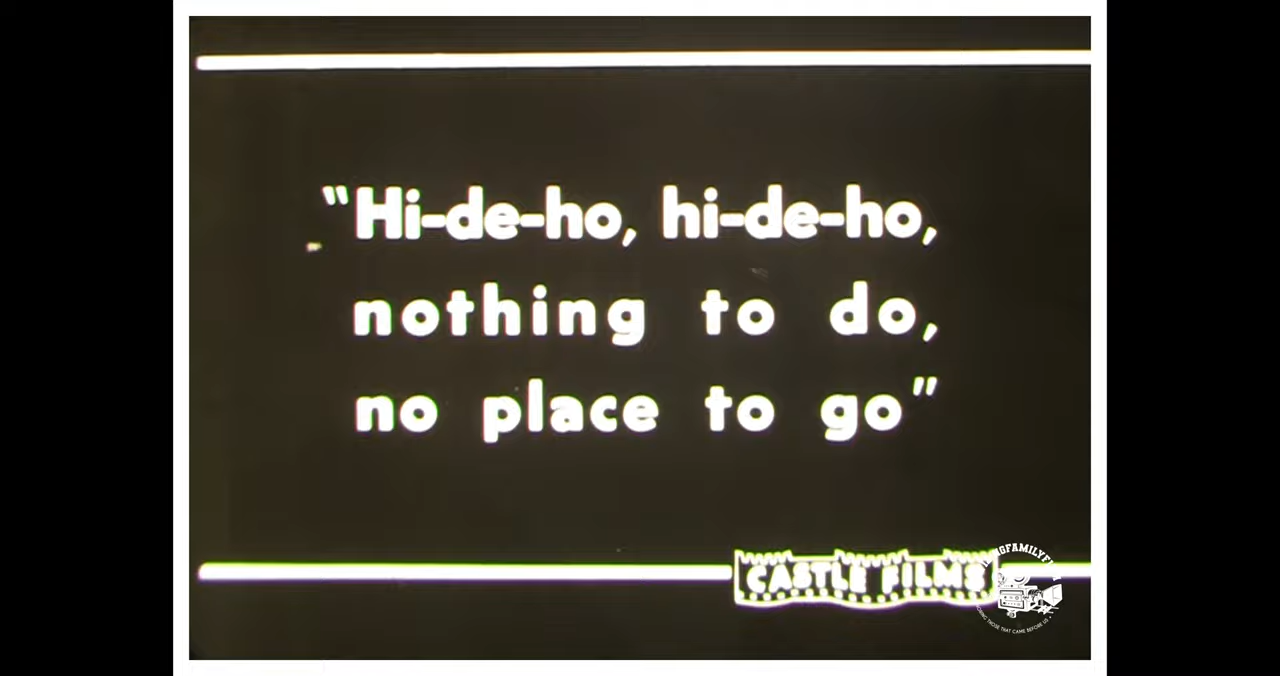 "Hi-de-ho, hi-de-ho,
nothing to do,
no place to go"
CASTLE FILMS